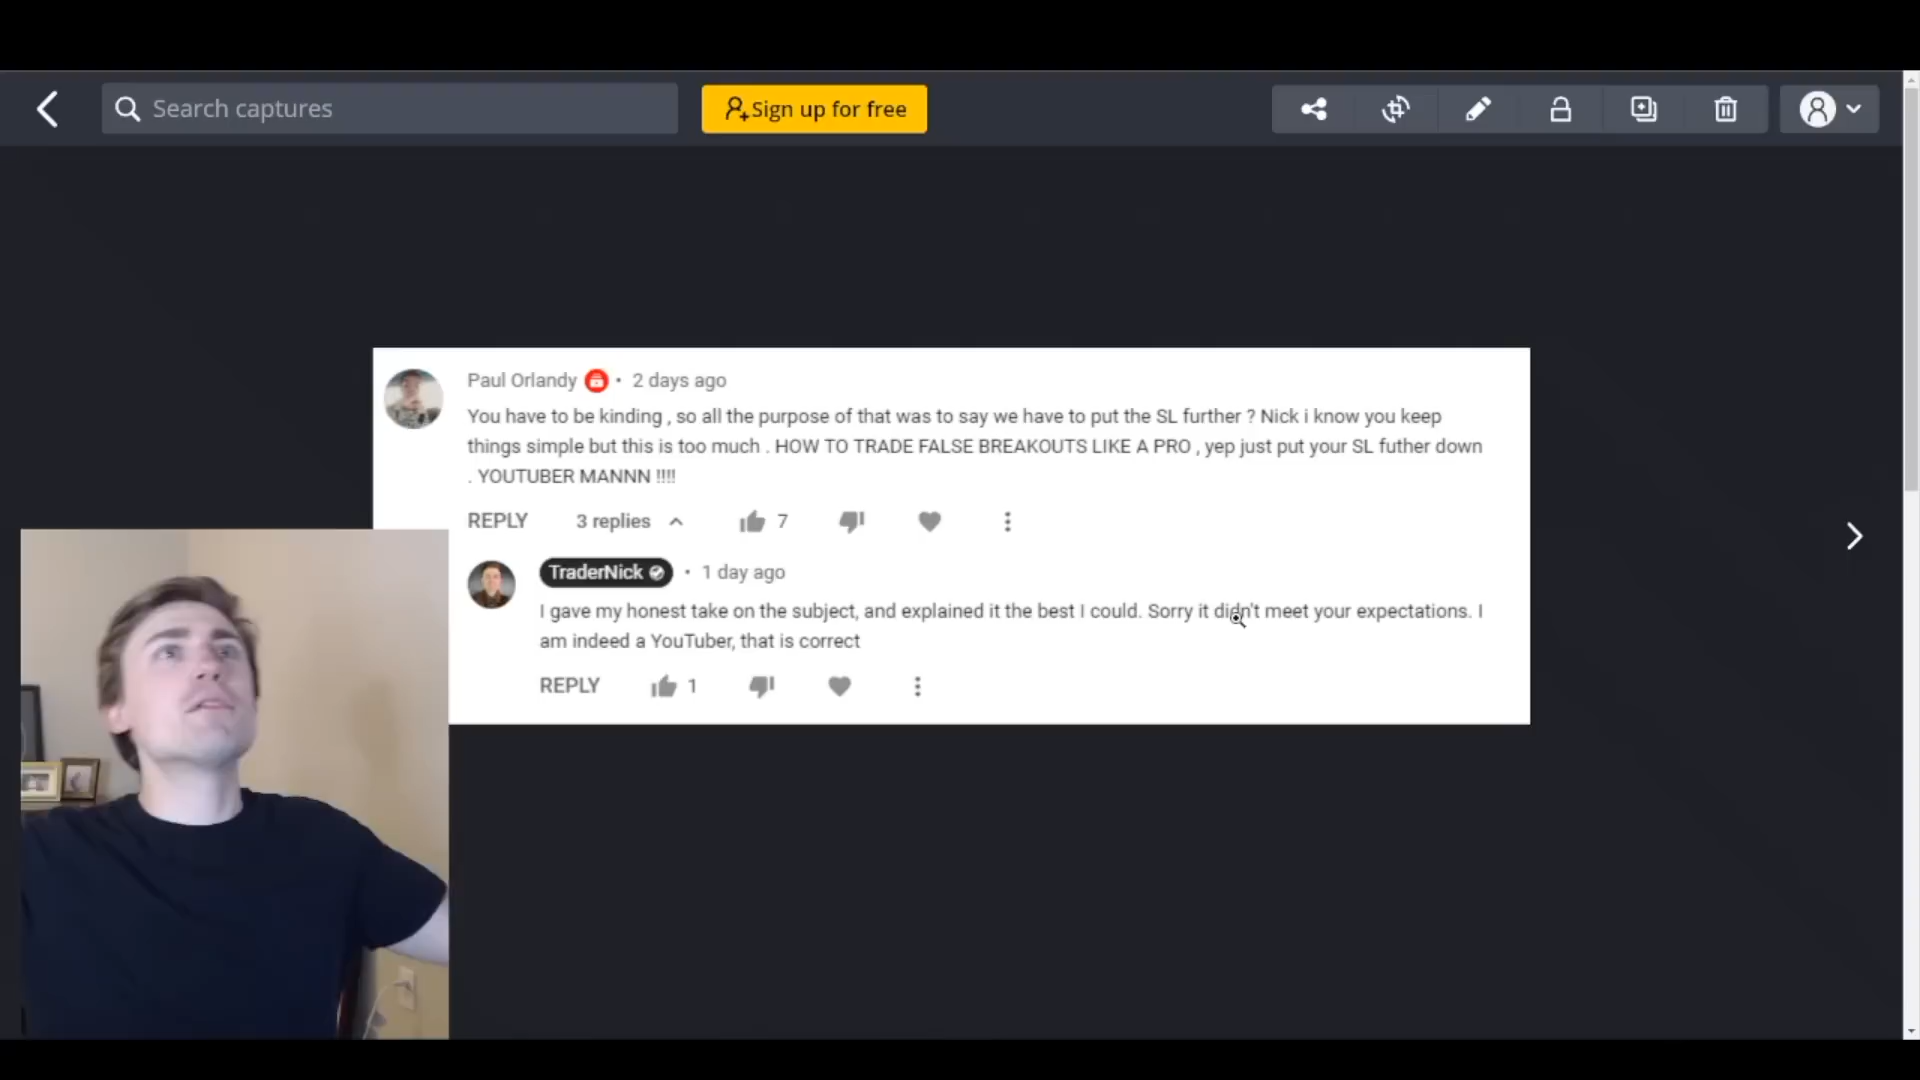 Search captures
Sign up for free
Paul Orlandy • 2 days ago
You have to be kinding , so all the purpose of that was to say we have to put the SL further ? Nick i know you keep
things simple but this is too much . HOW TO TRADE FALSE BREAKOUTS LIKE A PRO , yep just put your SL futher down
. YOUTUBER MANNN !!!!
REPLY 3 replies 7
TraderNick • 1 day ago
I gave my honest take on the subject, and explained it the best I could. Sorry it didn't meet your expectations. I
am indeed a YouTuber, that is correct
REPLY 1